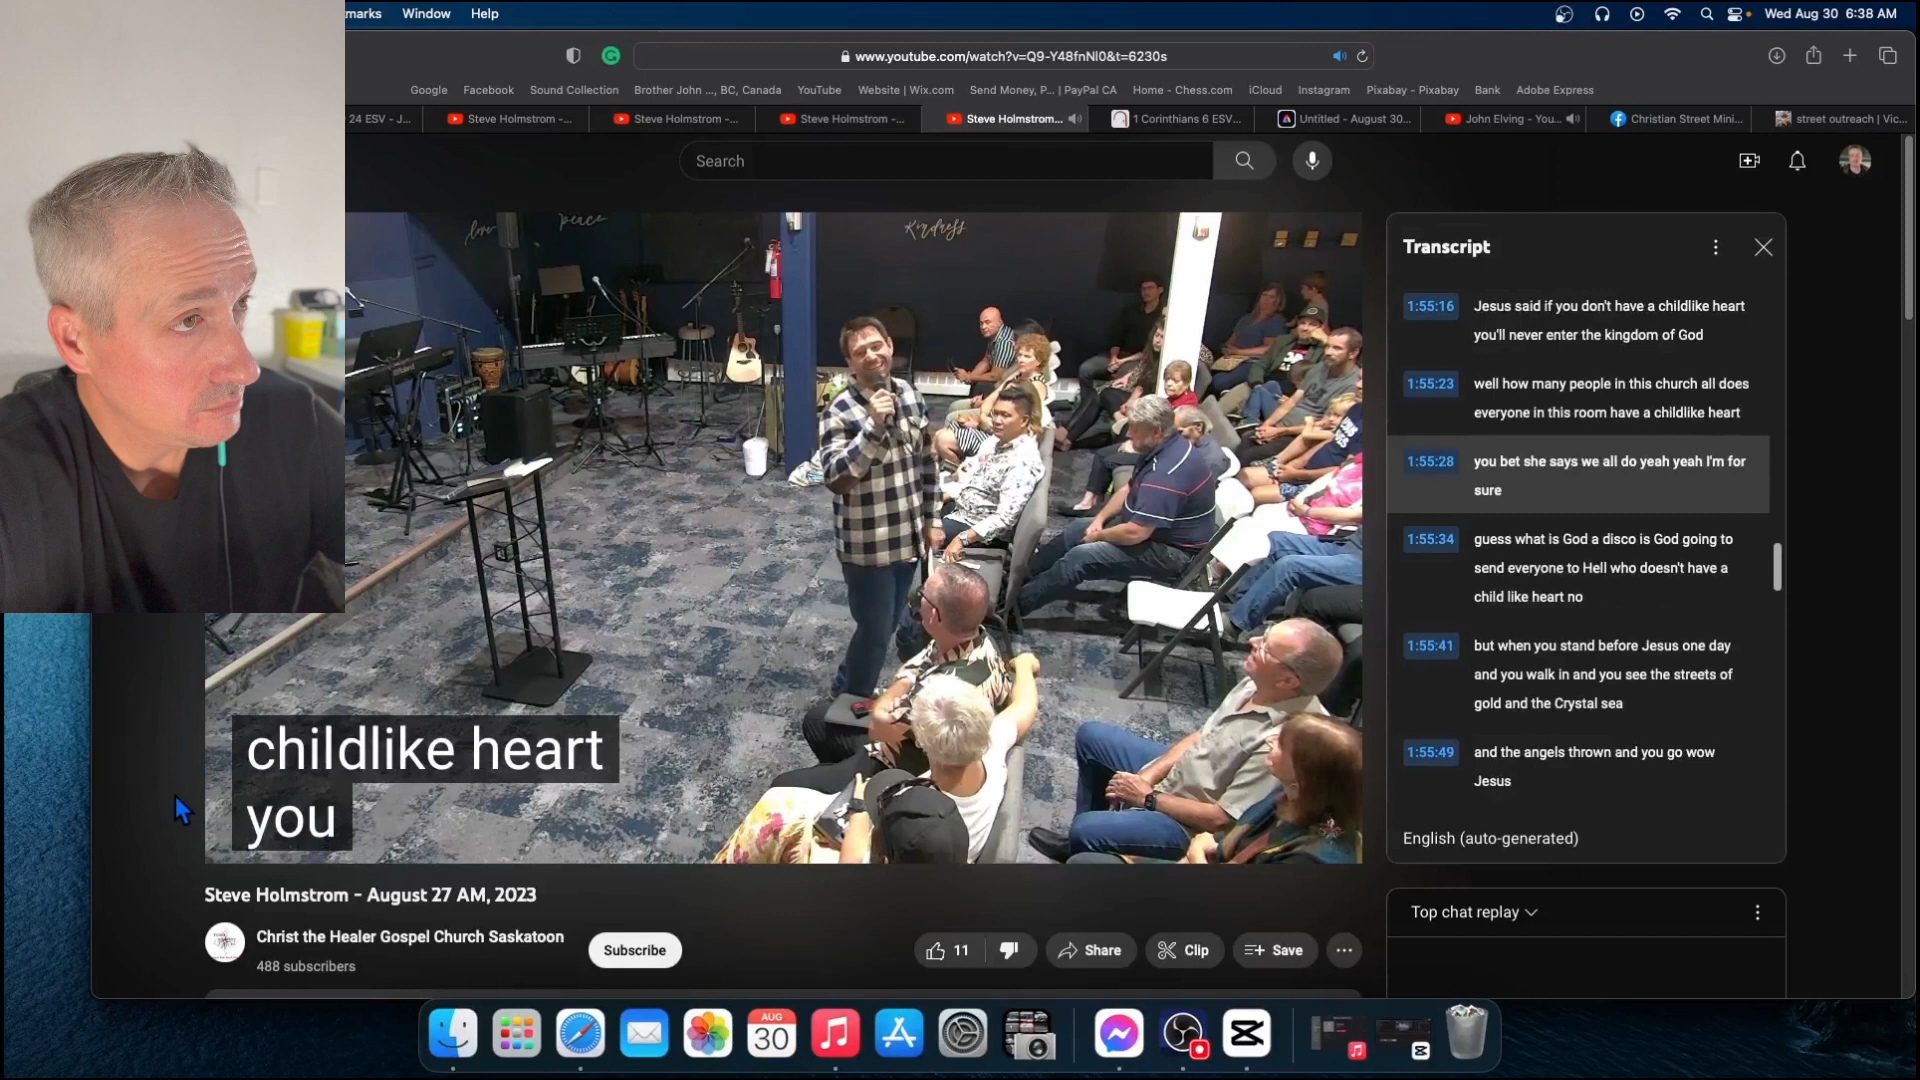 marks Window Help
Wed Aug 30 6:38 AM
www.youtube.com/watch?v=Q9-Y48fnNl0&t=6230s
Google Facebook Sound Collection Brother John ..., BC, Canada YouTube Website | Wix.com Send Money, P... | PayPal CA Home - Chess.com iCloud Instagram Pixabay - Pixabay Bank Adobe Express
24 ESV - J... Steve Holmstrom -... Steve Holmstrom -... Steve Holmstrom -... Steve Holmstrom... 1 Corinthians 6 ESV... Untitled - August 30... John Elving - You... Christian Street Mini... street outreach | Vic...
Search
love
peace
Kindness
Transcript
1:55:16 Jesus said if you don't have a childlike heart
you'll never enter the kingdom of God
1:55:23 well how many people in this church all does
everyone in this room have a childlike heart
1:55:28 you bet she says we all do yeah yeah I'm for
sure
1:55:34 guess what is God a disco is God going to
send everyone to Hell who doesn't have a
child like heart no
1:55:41 but when you stand before Jesus one day
and you walk in and you see the streets of
gold and the Crystal sea
1:55:49 and the angels thrown and you go wow
Jesus
English (auto-generated)
childlike heart
you
Steve Holmstrom - August 27 AM, 2023
Christ the Healer Gospel Church Saskatoon
488 subscribers
Subscribe
11
Share
Clip
Save
Top chat replay
AUG
30